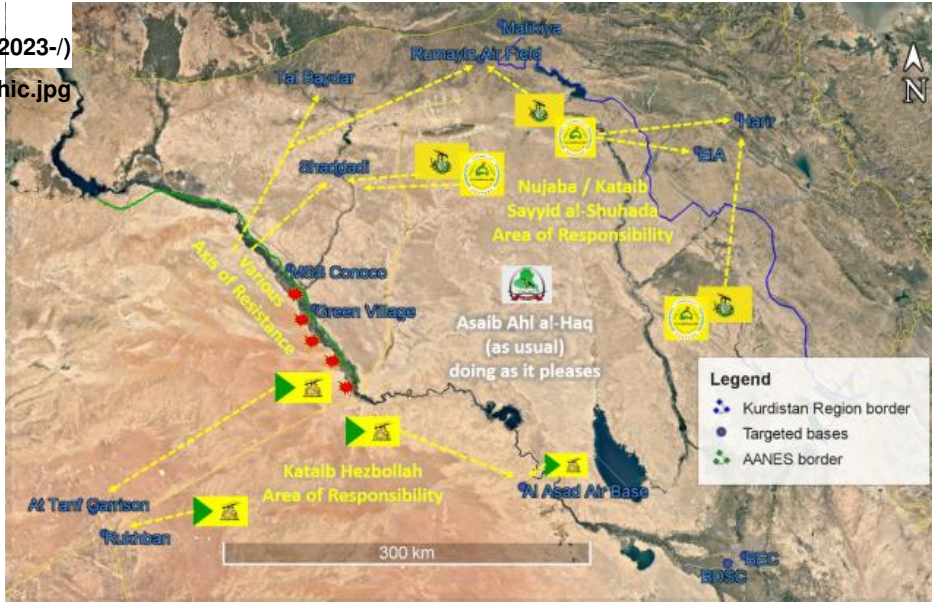 2023-/)
hic.jpg
Malikiya
Rumaylz Air Field
Tal Baydar
N
Harir
EIA
Shaddadi
Nujaba / Kataib
Sayyid al-Shuhada
Area of Responsibility
Various
Axis of Resistance
MSS Conoco
Green Village
Asaib Ahl al-Haq
(as usual)
doing as it pleases
Legend
Kurdistan Region border
Targeted bases
AANES border
Kataib Hezbollah
Area of Responsibility
Al Asad Air Base
At Tanf Garrison
Rukhban
300 km
BEC
BDSC